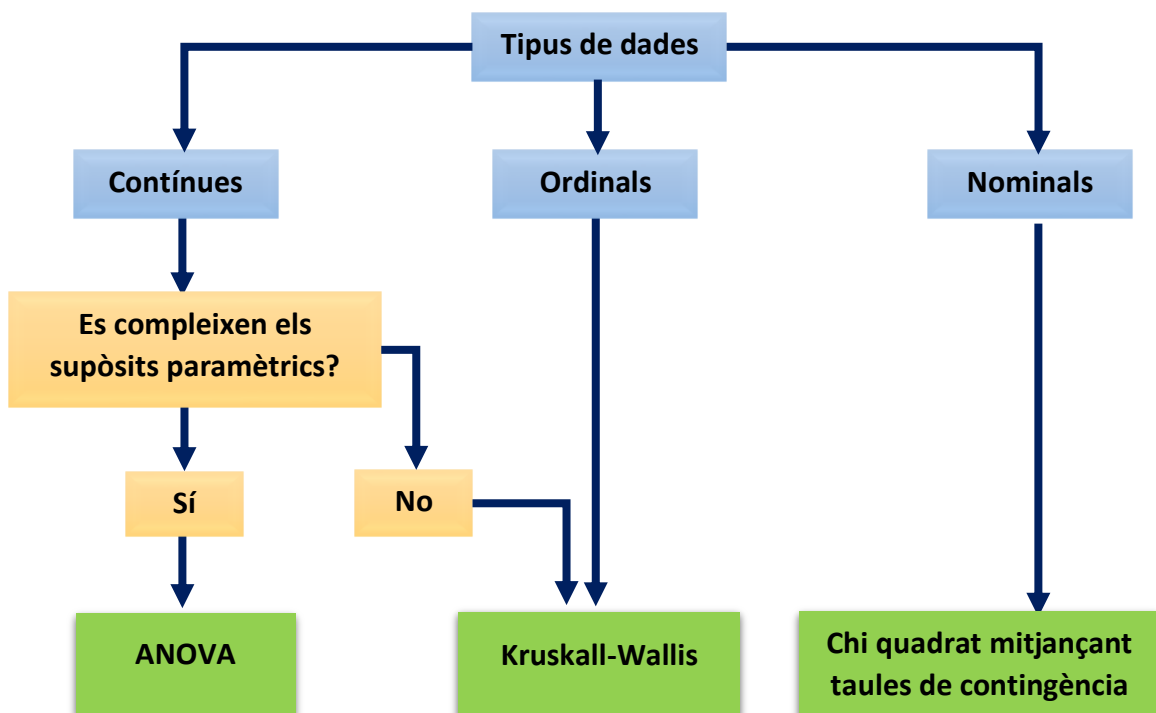 Tipus de dades
Contínues
Ordinals
Nominals
Es compleixen els
supòsits paramètrics?
Sí
No
ANOVA
Kruskall-Wallis
Chi quadrat mitjançant
taules de contingència